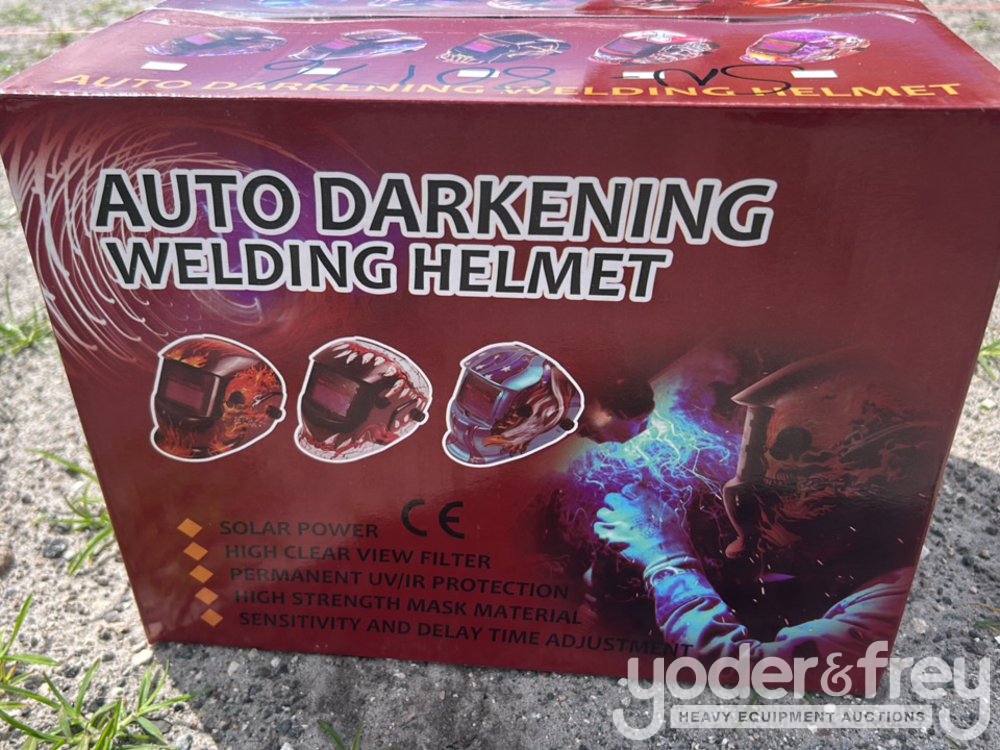 AUTO DARKENING WELDING HELMET
AUTO DARKENING
WELDING HELMET
CE
SOLAR POWER
HIGH CLEAR VIEW FILTER
PERMANENT UV/IR PROTECTION
HIGH STRENGTH MASK MATERIAL
SENSITIVITY AND DELAY TIME ADJUSTMENT
yoder&frey
HEAVY EQUIPMENT AUCTIONS